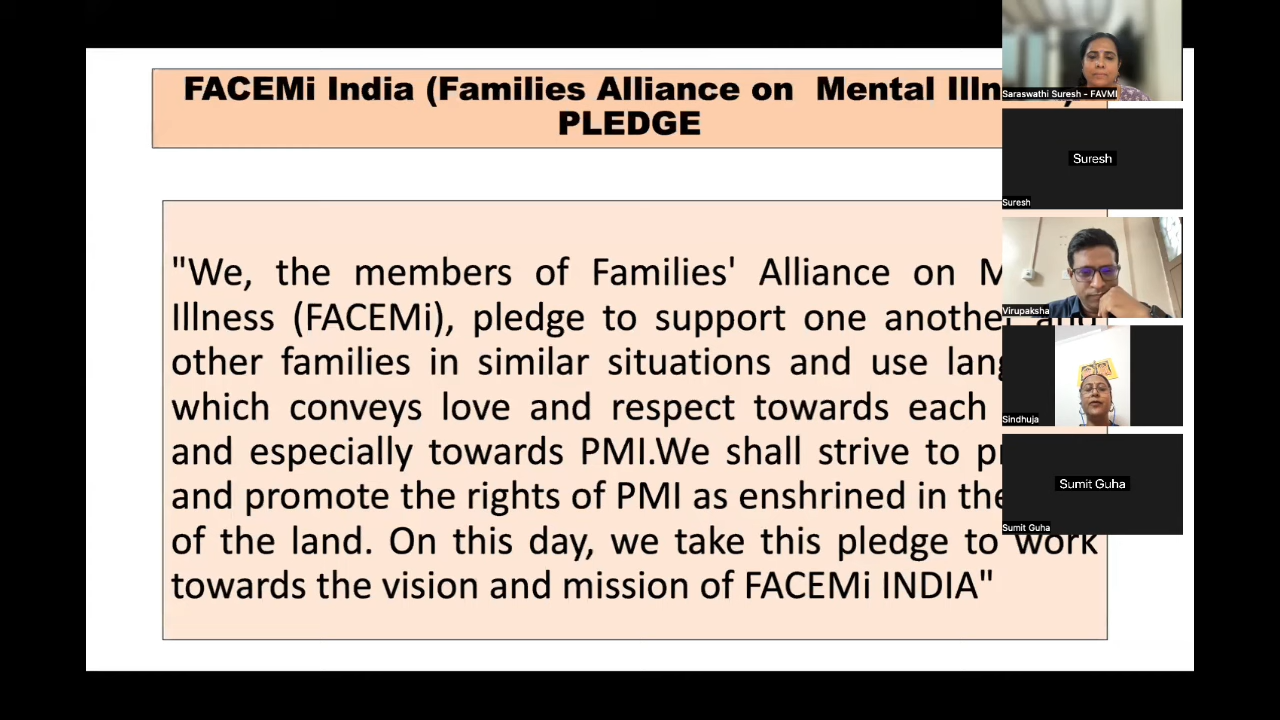 FACEMi India (Families Alliance on Mental
PLEDGE
"We, the members of Families' Alliance on
Illness (FACEMi), pledge to support one another and
other families in similar situations and use
which conveys love and respect towards each
and especially towards PMI.We shall strive to
and promote the rights of PMI as enshrined in the
of the land. On this day, we take this pledge to work
towards the vision and mission of FACEMi INDIA"
Saraswathi Suresh - FAVMI
Suresh
Suresh
Virupaksha
Sindhuja
Sumit Guha
Sumit Guha